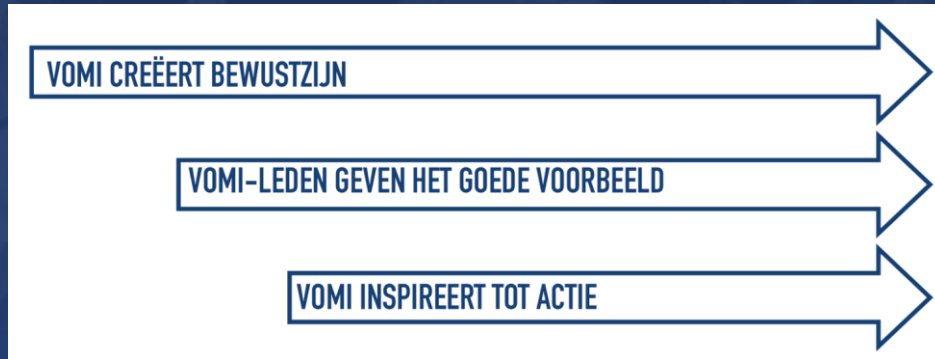 VOMI CREËERT BEWUSTZIJN
VOMI-LEDEN GEVEN HET GOEDE VOORBEELD
VOMI INSPIREERT TOT ACTIE